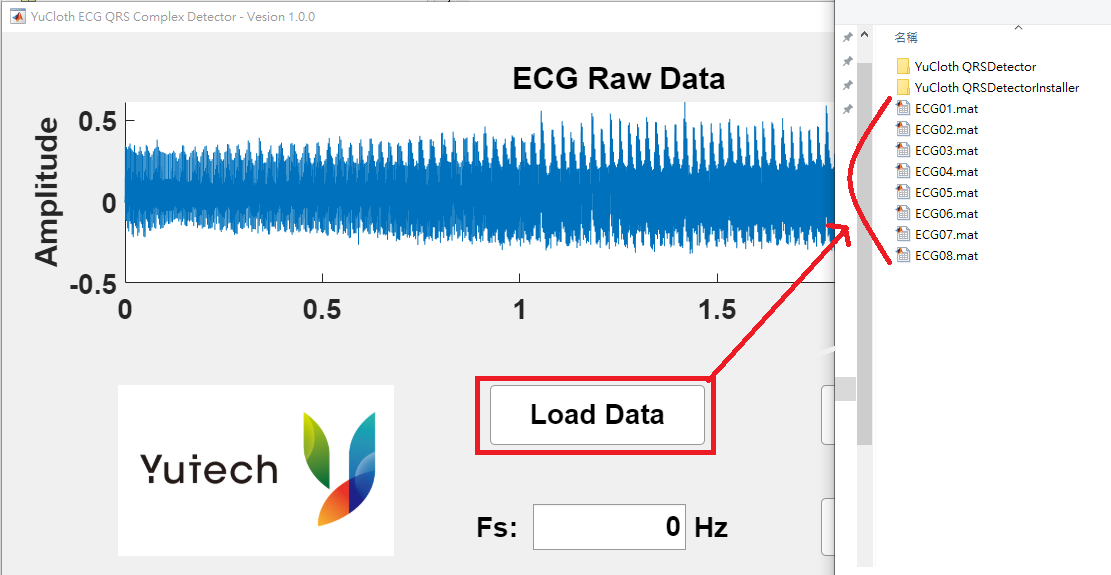 YuCloth ECG QRS Complex Detector - Vesion 1.0.0
ECG Raw Data
Amplitude
0.5
0
-0.5
0
0.5
1
1.5
Yutech
Load Data
Fs:
0
Hz
名稱
YuCloth QRSDetector
YuCloth QRSDetectorInstaller
ECG01.mat
ECG02.mat
ECG03.mat
ECG04.mat
ECG05.mat
ECG06.mat
ECG07.mat
ECG08.mat